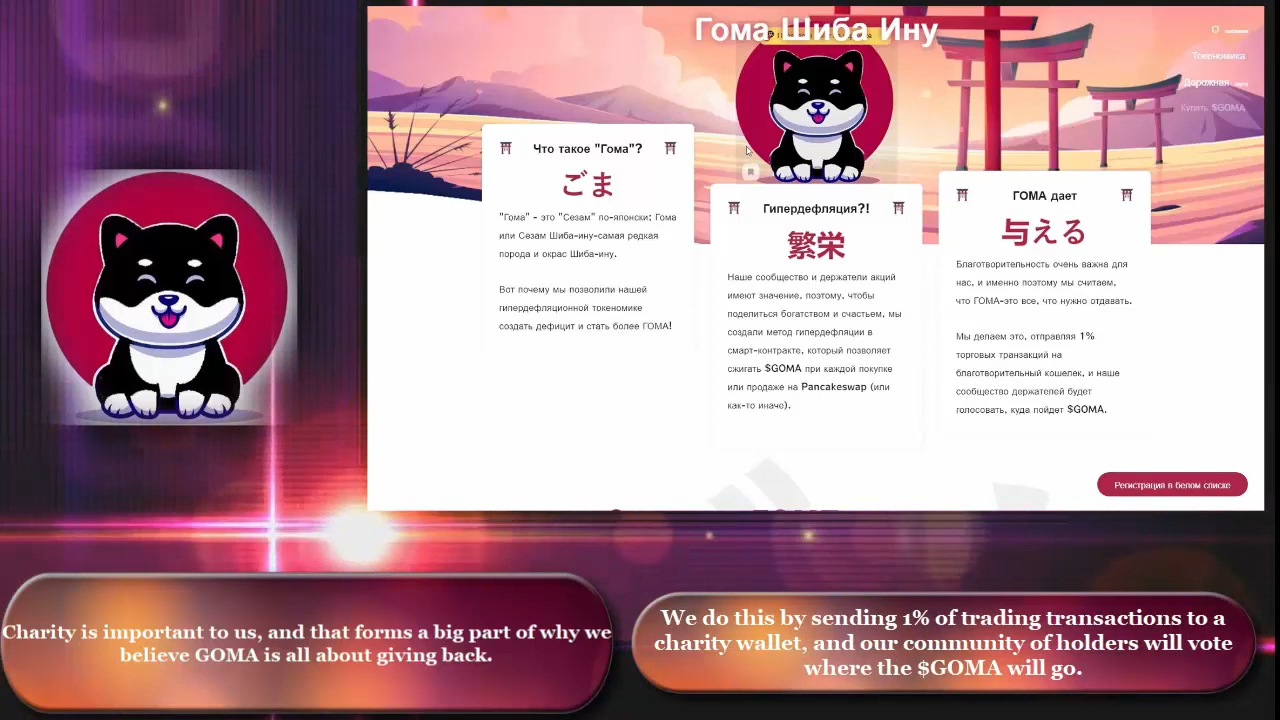 Гома Шиба Ину
О
Токеномика
Дорожная
Купить $GOMA
Что такое "Гома"?
ごま
"Гома" - это "Сезам" по-японски; Гома
или Сезам Шиба-ину-самая редкая
порода и окрас Шиба-ину.
Вот почему мы позволили нашей
гипердефляционной токеномике
создать дефицит и стать более ГОМА!
Гипердефляция?!
繁栄
Наше сообщество и держатели акций
имеют значение, поэтому, чтобы
поделиться богатством и счастьем, мы
создали метод гипердефляции в
смарт-контракте, который позволяет
сжигать $GOMA при каждой покупке
или продаже на Pancakeswap (или
как-то иначе).
ГОМА дает
与える
Благотворительность очень важна для
нас, и именно поэтому мы считаем,
что ГОМА-это все, что нужно отдавать.
Мы делаем это, отправляя 1%
торговых транзакций на
благотворительный кошелек, и наше
сообщество держателей будет
голосовать, куда пойдет $GOMA.
Регистрация в белом списке
Charity is important to us, and that forms a big part of why we
believe GOMA is all about giving back.
We do this by sending 1% of trading transactions to a
charity wallet, and our community of holders will vote
where the $GOMA will go.